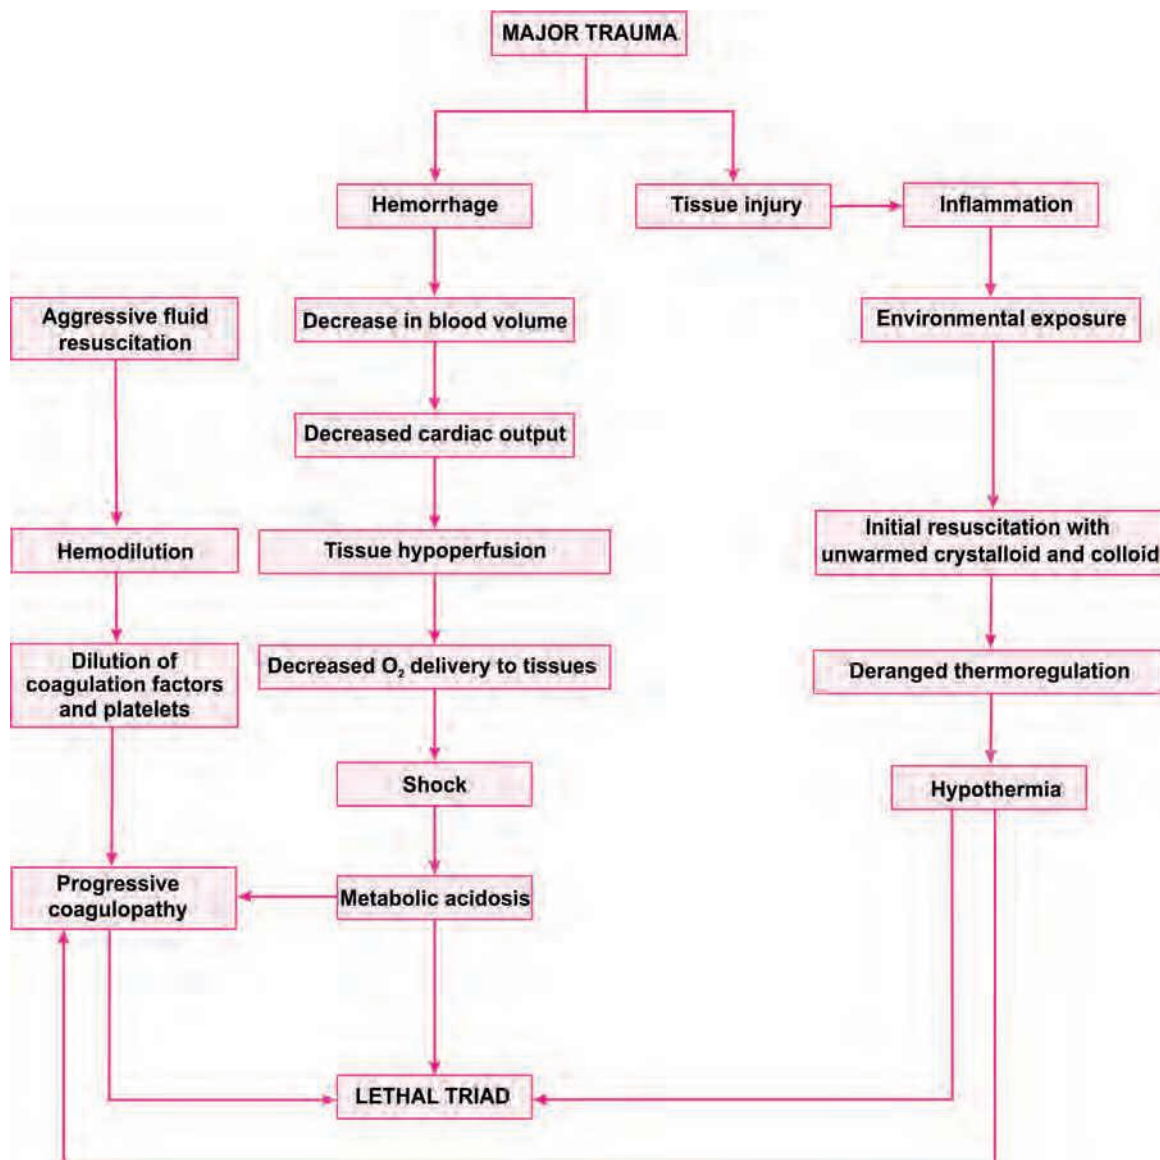 MAJOR TRAUMA
Hemorrhage
Tissue injury
Inflammation
Aggressive fluid
resuscitation
Decrease in blood volume
Environmental exposure
Decreased cardiac output
Hemodilution
Tissue hypoperfusion
Initial resuscitation with
unwarmed crystalloid and colloid
Dilution of
coagulation factors
and platelets
Decreased O₂ delivery to tissues
Deranged thermoregulation
Shock
Hypothermia
Progressive
coagulopathy
Metabolic acidosis
LETHAL TRIAD